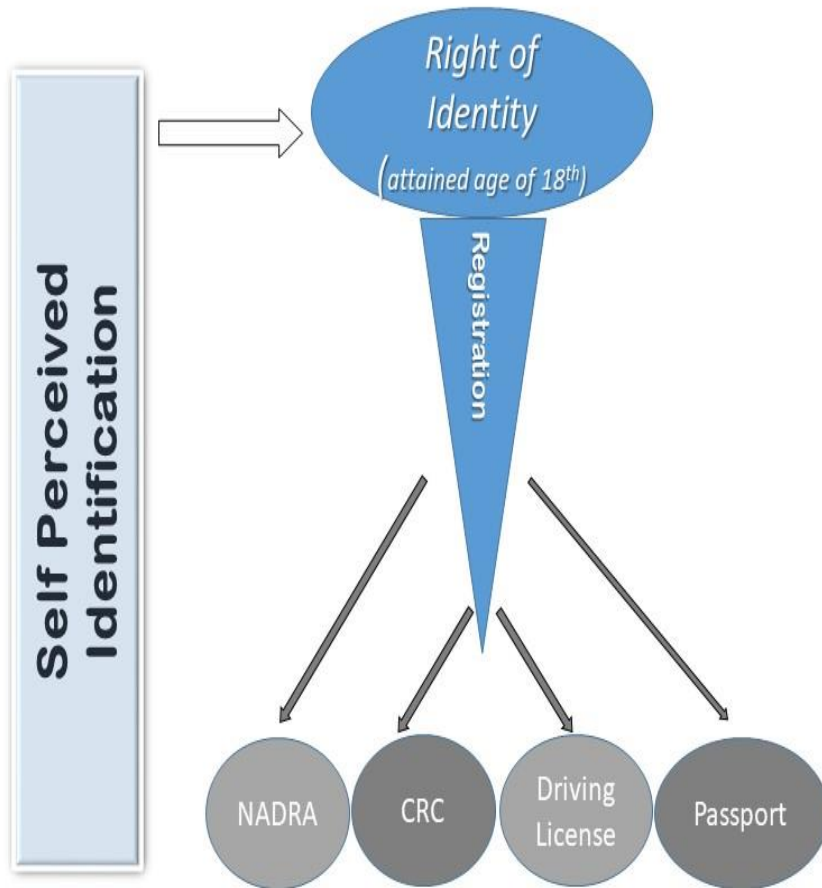 Self Perceived
Identification
Right of
Identity
(attained age of 18th)
Registration
NADRA
CRC
Driving
License
Passport